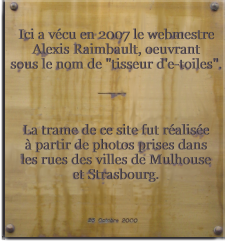 Ici a vécu en 2007 le webmestre
Alexis Raimbault, oeuvrant
sous le nom de "tisseur d'e-toiles".
La trame de ce site fut réalisée
à partir de photos prises dans
les rues des villes de Mulhouse
et Strasbourg.